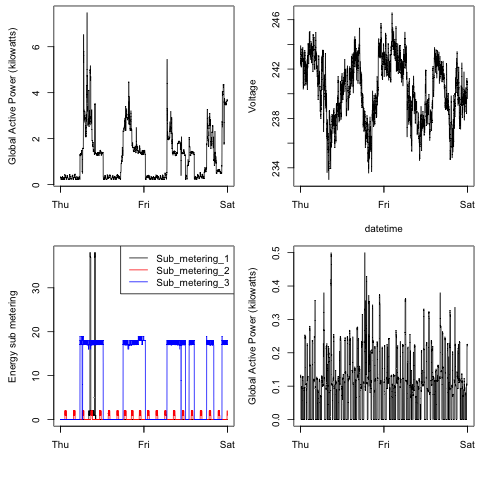 Global Active Power (kilowatts)
6
4
2
0
Thu
Fri
Sat
Voltage
246
242
238
234
Thu
Fri
Sat
datetime
Energy sub metering
30
20
10
0
Sub_metering_1
Sub_metering_2
Sub_metering_3
Thu
Fri
Sat
Global Active Power (kilowatts)
0.5
0.4
0.3
0.2
0.1
0.0
Thu
Fri
Sat